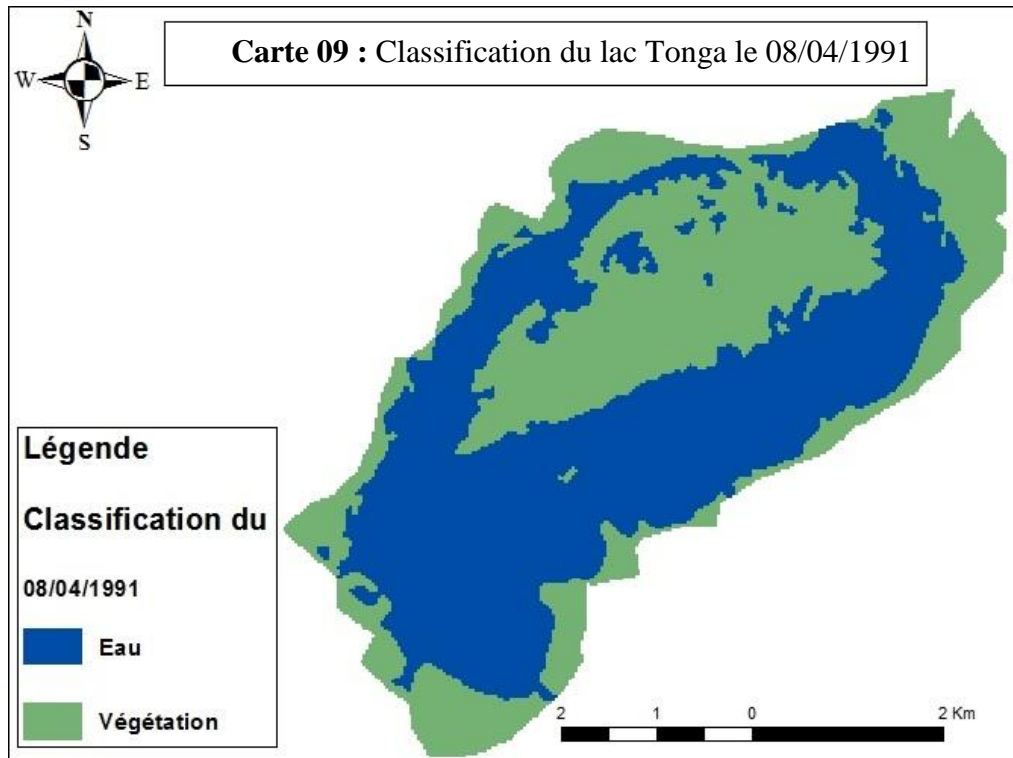 N
W E
S
Carte 09 : Classification du lac Tonga le 08/04/1991
Légende
Classification du
08/04/1991
Eau
Végétation
2 1 0 2 Km